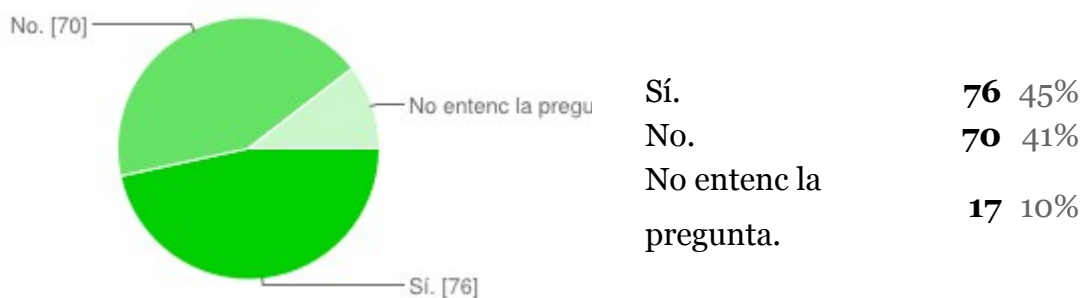 No. [70]
No entenc la pregu
Sí. [76]
Sí. 76 45%
No. 70 41%
No entenc la
pregunta. 17 10%